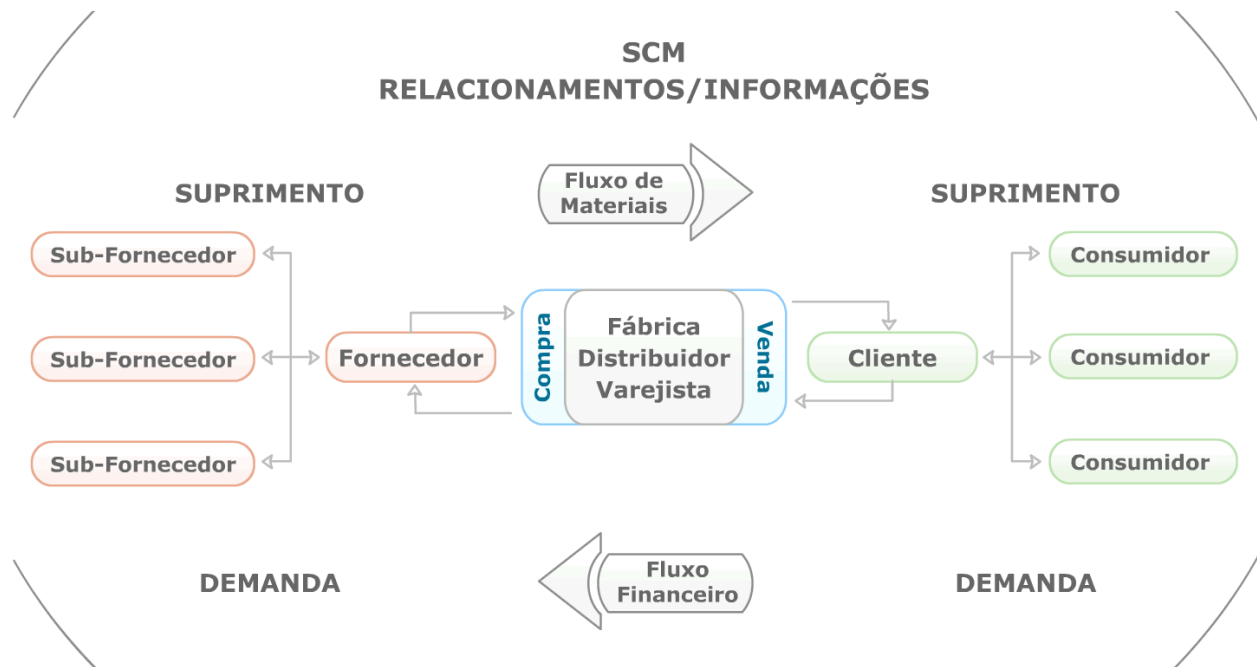 SCM
RELACIONAMENTOS/INFORMAÇÕES
Fluxo de
Materiais
SUPRIMENTO
SUPRIMENTO
Sub-Fornecedor
Consumidor
Compra
Fábrica
Distribuidor
Varejista
Venda
Sub-Fornecedor
Fornecedor
Cliente
Consumidor
Sub-Fornecedor
Consumidor
DEMANDA
Fluxo
Financeiro
DEMANDA